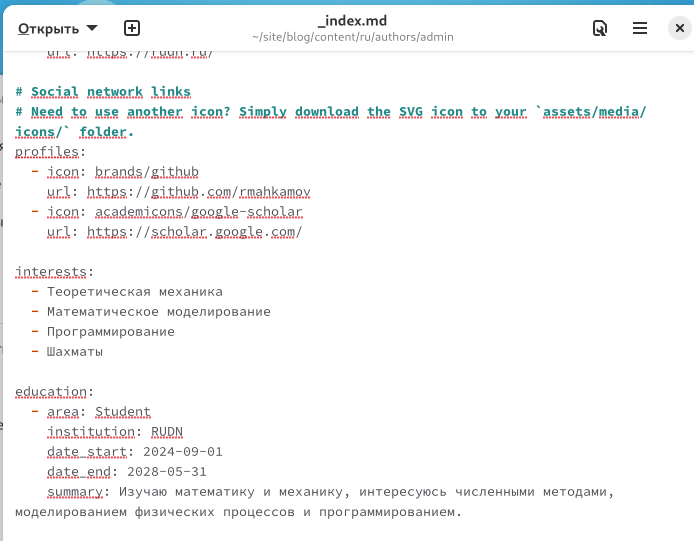 Открыть
_index.md
~/site/blog/content/ru/authors/admin
url: https://rudn.ru/
# Social network links
# Need to use another icon? Simply download the SVG icon to your `assets/media/
icons/` folder.
profiles:
- icon: brands/github
url: https://github.com/rmahkamov
- icon: academicons/google-scholar
url: https://scholar.google.com/
interests:
- Теоретическая механика
- Математическое моделирование
- Программирование
- Шахматы
education:
- area: Student
institution: RUDN
date_start: 2024-09-01
date_end: 2028-05-31
summary: Изучаю математику и механику, интересуюсь численными методами,
моделированием физических процессов и программированием.